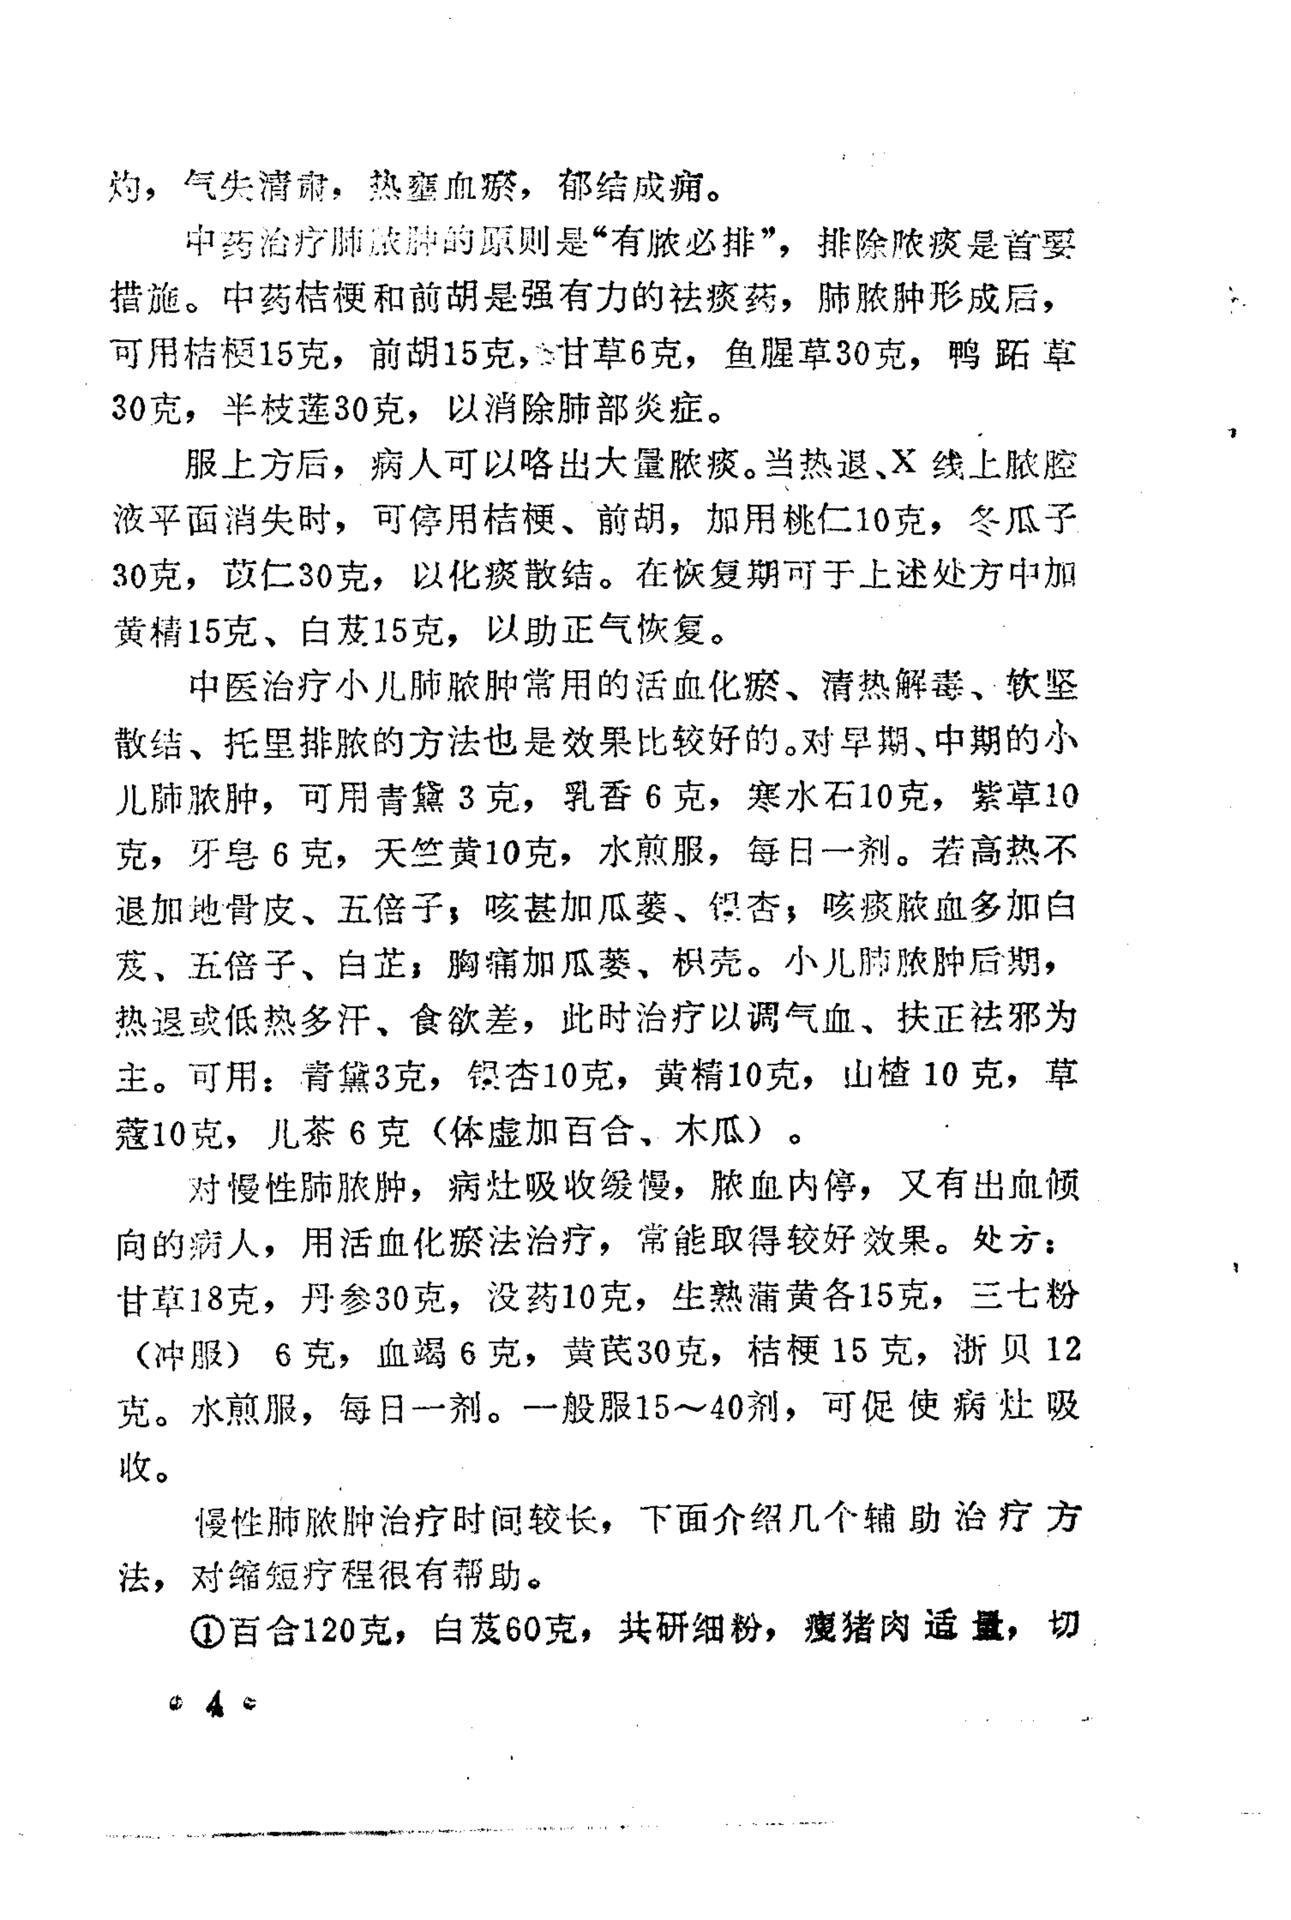 灼，气失清肃，热壅血瘀，郁结成痈。
中药治疗肺脓肿的原则是“有脓必排”，排除脓痰是首要
措施。中药桔梗和前胡是强有力的祛痰药，肺脓肿形成后，
可用桔梗15克，前胡15克，甘草6克，鱼腥草30克，鸭跖草
30克，半枝莲30克，以消除肺部炎症。
服上方后，病人可以咯出大量脓痰。当热退、X 线上脓腔
液平面消失时，可停用桔梗、前胡，加用桃仁10克，冬瓜子
30克，苡仁30克，以化痰散结。在恢复期可于上述处方中加
黄精15克、白芨15克，以助正气恢复。
中医治疗小儿肺脓肿常用的活血化瘀、清热解毒、软坚
散结、托里排脓的方法也是效果比较好的。对早期、中期的小
儿肺脓肿，可用青黛 3 克，乳香 6 克，寒水石10克，紫草10
克，牙皂 6 克，天竺黄10克，水煎服，每日一剂。若高热不
退加地骨皮、五倍子；咳甚加瓜蒌、银杏；咳痰脓血多加白
芨、五倍子、白芷；胸痛加瓜蒌、枳壳。小儿肺脓肿后期，
热退或低热多汗、食欲差，此时治疗以调气血、扶正祛邪为
主。可用：青黛3克，银杏10克，黄精10克，山楂 10 克，草
蔻10克，儿茶 6 克（体虚加百合、木瓜）。
对慢性肺脓肿，病灶吸收缓慢，脓血内停，又有出血倾
向的病人，用活血化瘀法治疗，常能取得较好效果。处方：
甘草18克，丹参30克，没药10克，生熟蒲黄各15克，三七粉
（冲服） 6 克，血竭 6 克，黄芪30克，桔梗 15 克，浙贝 12
克。水煎服，每日一剂。一般服15～40剂，可促使病灶吸
收。
慢性肺脓肿治疗时间较长，下面介绍几个辅助治疗方
法，对缩短疗程很有帮助。
①百合120克，白芨60克，共研细粉，瘦猪肉适量，切
• 4 •